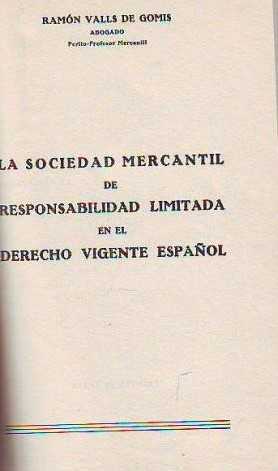 RAMÓN VALLS DE GOMIS
ABOGADO
Perito-Profesor Mercantil
LA SOCIEDAD MERCANTIL
DE
RESPONSABILIDAD LIMITADA
EN EL
DERECHO VIGENTE ESPAÑOL